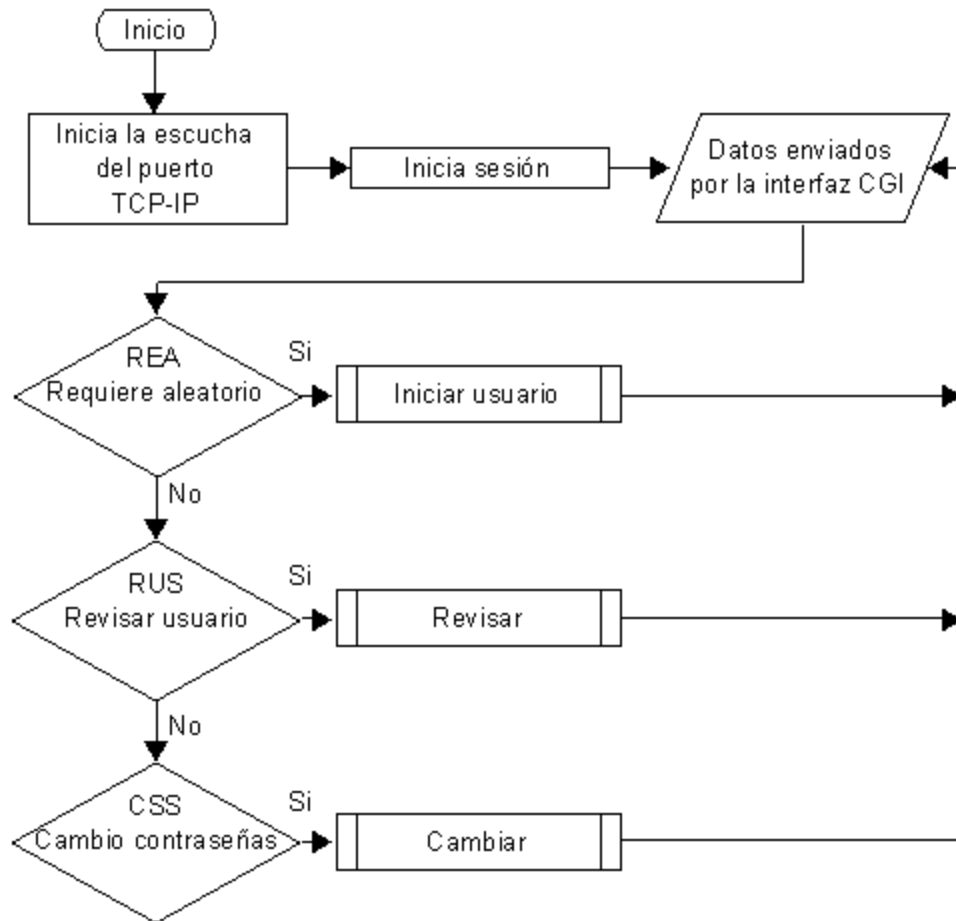 Inicio
Inicia la escucha
del puerto
TCP-IP
Inicia sesión
Datos enviados
por la interfaz CGI
REA
Requiere aleatorio
Si
Iniciar usuario
No
RUS
Revisar usuario
Si
Revisar
No
CSS
Cambio contraseñas
Si
Cambiar